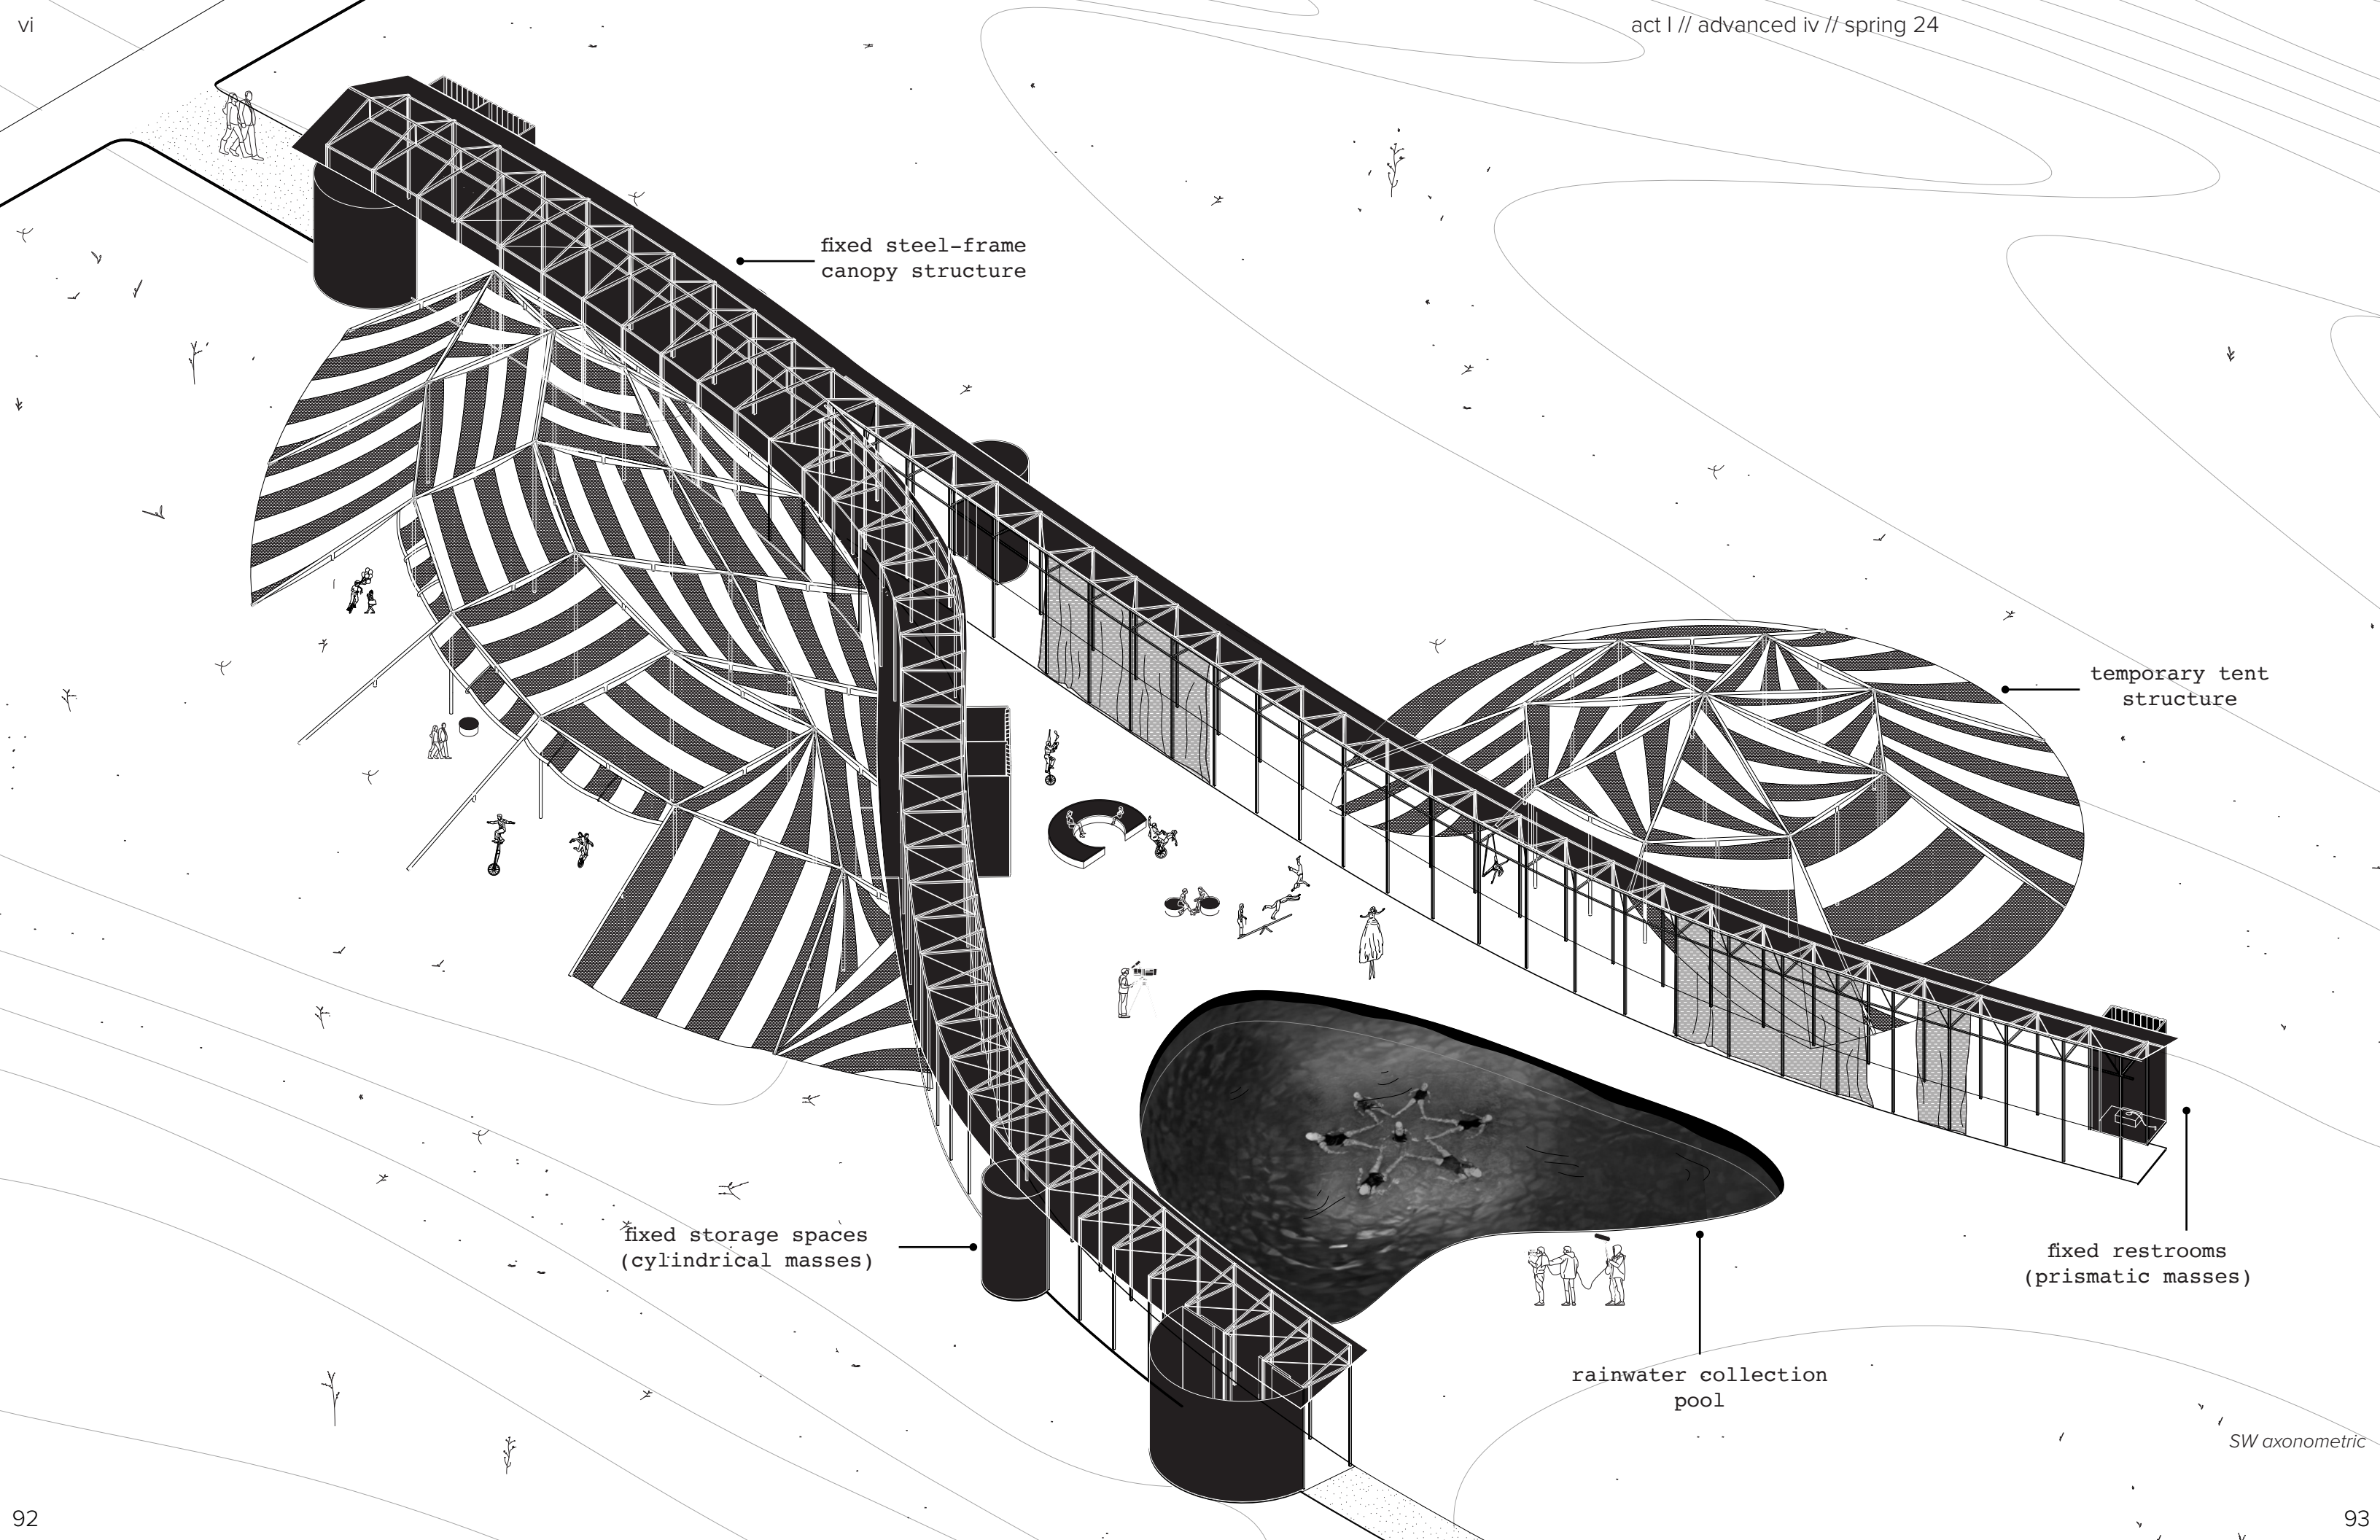 vi
act I // advanced iv // spring 24
fixed steel-frame
canopy structure
temporary tent
structure
fixed storage spaces
(cylindrical masses)
fixed restrooms
(prismatic masses)
rainwater collection
pool
SW axonometric
92
93